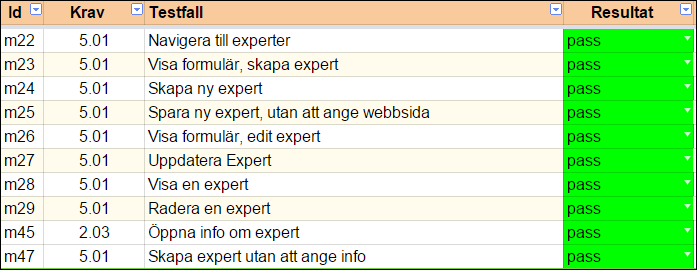 Id Krav Testfall Resultat
m22 5.01 Navigera till experter pass
m23 5.01 Visa formulär, skapa expert pass
m24 5.01 Skapa ny expert pass
m25 5.01 Spara ny expert, utan att ange webbsida pass
m26 5.01 Visa formulär, edit expert pass
m27 5.01 Uppdatera Expert pass
m28 5.01 Visa en expert pass
m29 5.01 Radera en expert pass
m45 2.03 Öppna info om expert pass
m47 5.01 Skapa expert utan att ange info pass